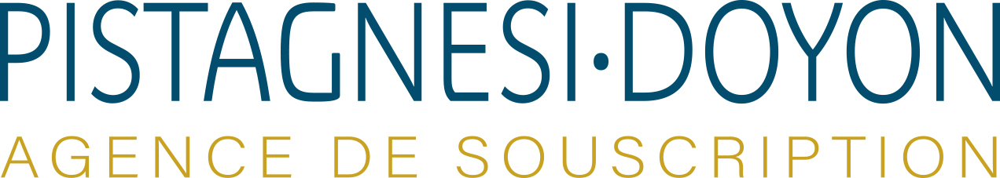 PISTAGNESI·DOYON
AGENCE DE SOUSCRIPTION